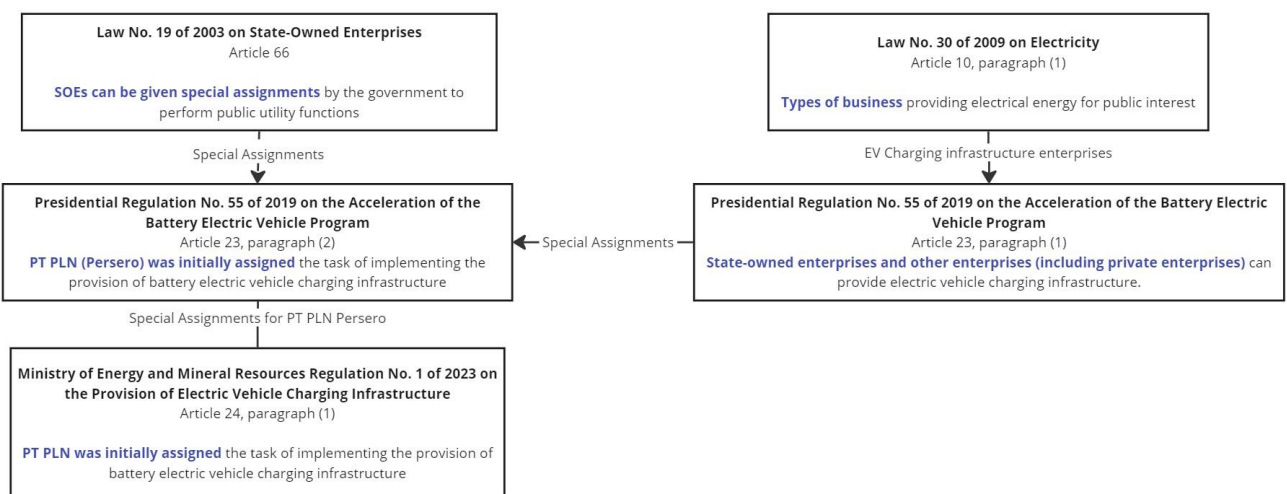 Law No. 19 of 2003 on State-Owned Enterprises
Article 66
SOEs can be given special assignments by the government to
perform public utility functions
Law No. 30 of 2009 on Electricity
Article 10, paragraph (1)
Types of business providing electrical energy for public interest
Special Assignments
EV Charging infrastructure enterprises
Presidential Regulation No. 55 of 2019 on the Acceleration of the
Battery Electric Vehicle Program
Article 23, paragraph (2)
PT PLN (Persero) was initially assigned the task of implementing the
provision of battery electric vehicle charging infrastructure
Special Assignments
Presidential Regulation No. 55 of 2019 on the Acceleration of the Battery Electric
Vehicle Program
Article 23, paragraph (1)
State-owned enterprises and other enterprises (including private enterprises) can
provide electric vehicle charging infrastructure.
Special Assignments for PT PLN Persero
Ministry of Energy and Mineral Resources Regulation No. 1 of 2023 on
the Provision of Electric Vehicle Charging Infrastructure
Article 24, paragraph (1)
PT PLN was initially assigned the task of implementing the provision of
battery electric vehicle charging infrastructure